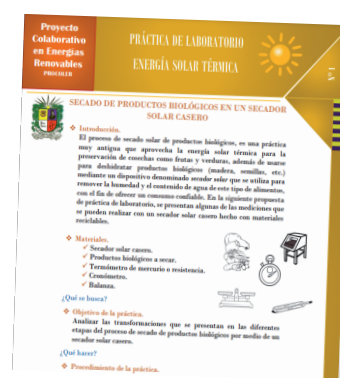 Proyecto
Colaborativo
en Energías
Renovables
PROCOLER
PRÁCTICA DE LABORATORIO
ENERGÍA SOLAR TÉRMICA
Nº 1
SECADO DE PRODUCTOS BIOLÓGICOS EN UN SECADOR
SOLAR CASERO
❖ Introducción.
El proceso de secado solar de productos biológicos, es una práctica
muy antigua que aprovecha la energía solar térmica para la
preservación de cosechas como frutas y verduras, además de usarse
para deshidratar productos biológicos (madera, semillas, etc.)
mediante un dispositivo denominado secador solar que se utiliza para
remover la humedad y el contenido de agua de este tipo de alimentos,
con el fin de ofrecer un consumo confiable. En la siguiente propuesta
de práctica de laboratorio, se presentan algunas de las mediciones que
se pueden realizar con un secador solar casero hecho con materiales
reciclables.
❖ Materiales.
✓ Secador solar casero.
✓ Productos biológicos a secar.
✓ Termómetro de mercurio o resistencia.
✓ Cronómetro.
✓ Balanza.
¿Qué se busca?
❖ Objetivo de la práctica.
Analizar las transformaciones que se presentan en las diferentes
etapas del proceso de secado de productos biológicos por medio de un
secador solar casero.
¿Qué hacer?
❖ Procedimiento de la práctica.